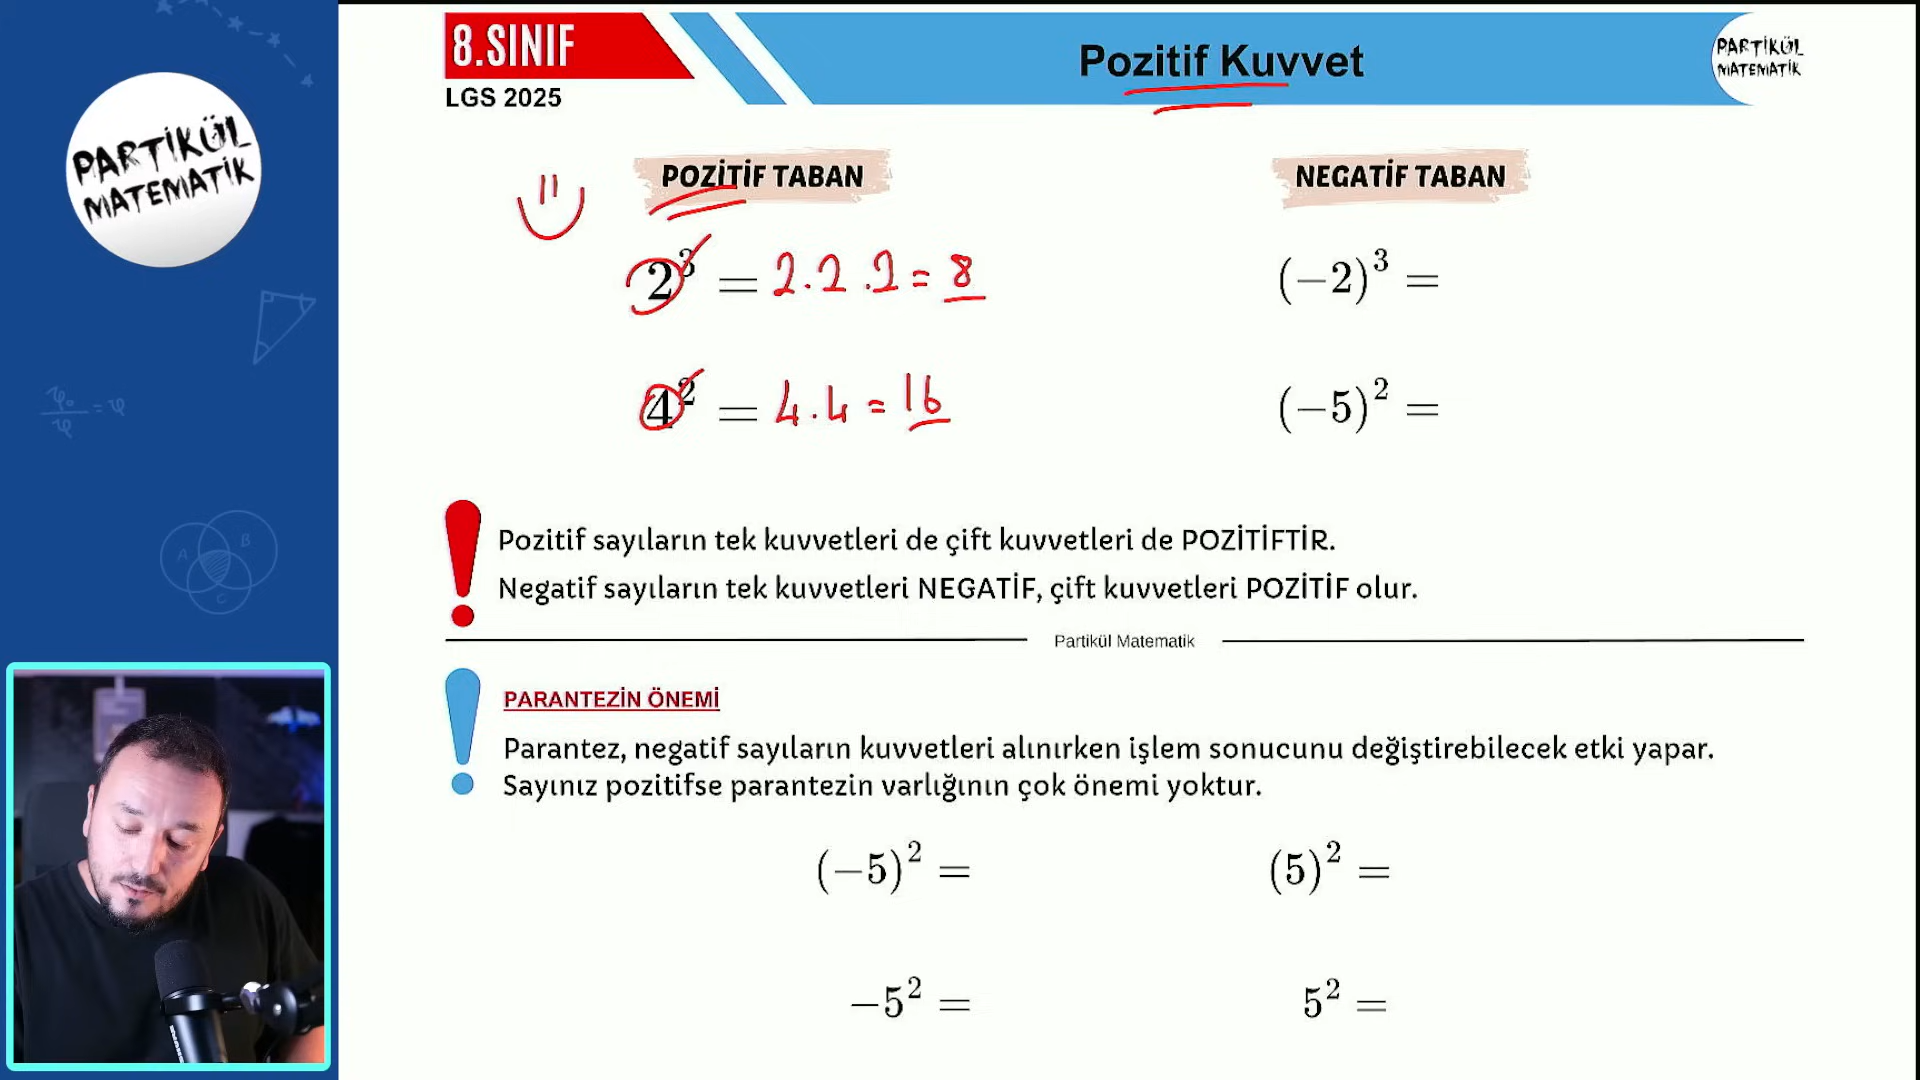 PARTİKÜL
MATEMATİK
8.SINIF
LGS 2025
Pozitif Kuvvet
PARTİKÜL
MATEMATİK
POZİTİF TABAN
2³ = 2.2.2 = 8
4² = 4.4 = 16
NEGATİF TABAN
(−2)³ =
(−5)² =
Pozitif sayıların tek kuvvetleri de çift kuvvetleri de POZİTİFTİR.
Negatif sayıların tek kuvvetleri NEGATİF, çift kuvvetleri POZİTİF olur.
Partikül Matematik
PARANTEZİN ÖNEMİ
Parantez, negatif sayıların kuvvetleri alınırken işlem sonucunu değiştirebilecek etki yapar.
Sayınız pozitifse parantezin varlığının çok önemi yoktur.
(−5)² =
(5)² =
−5² =
5² =
A
B
C